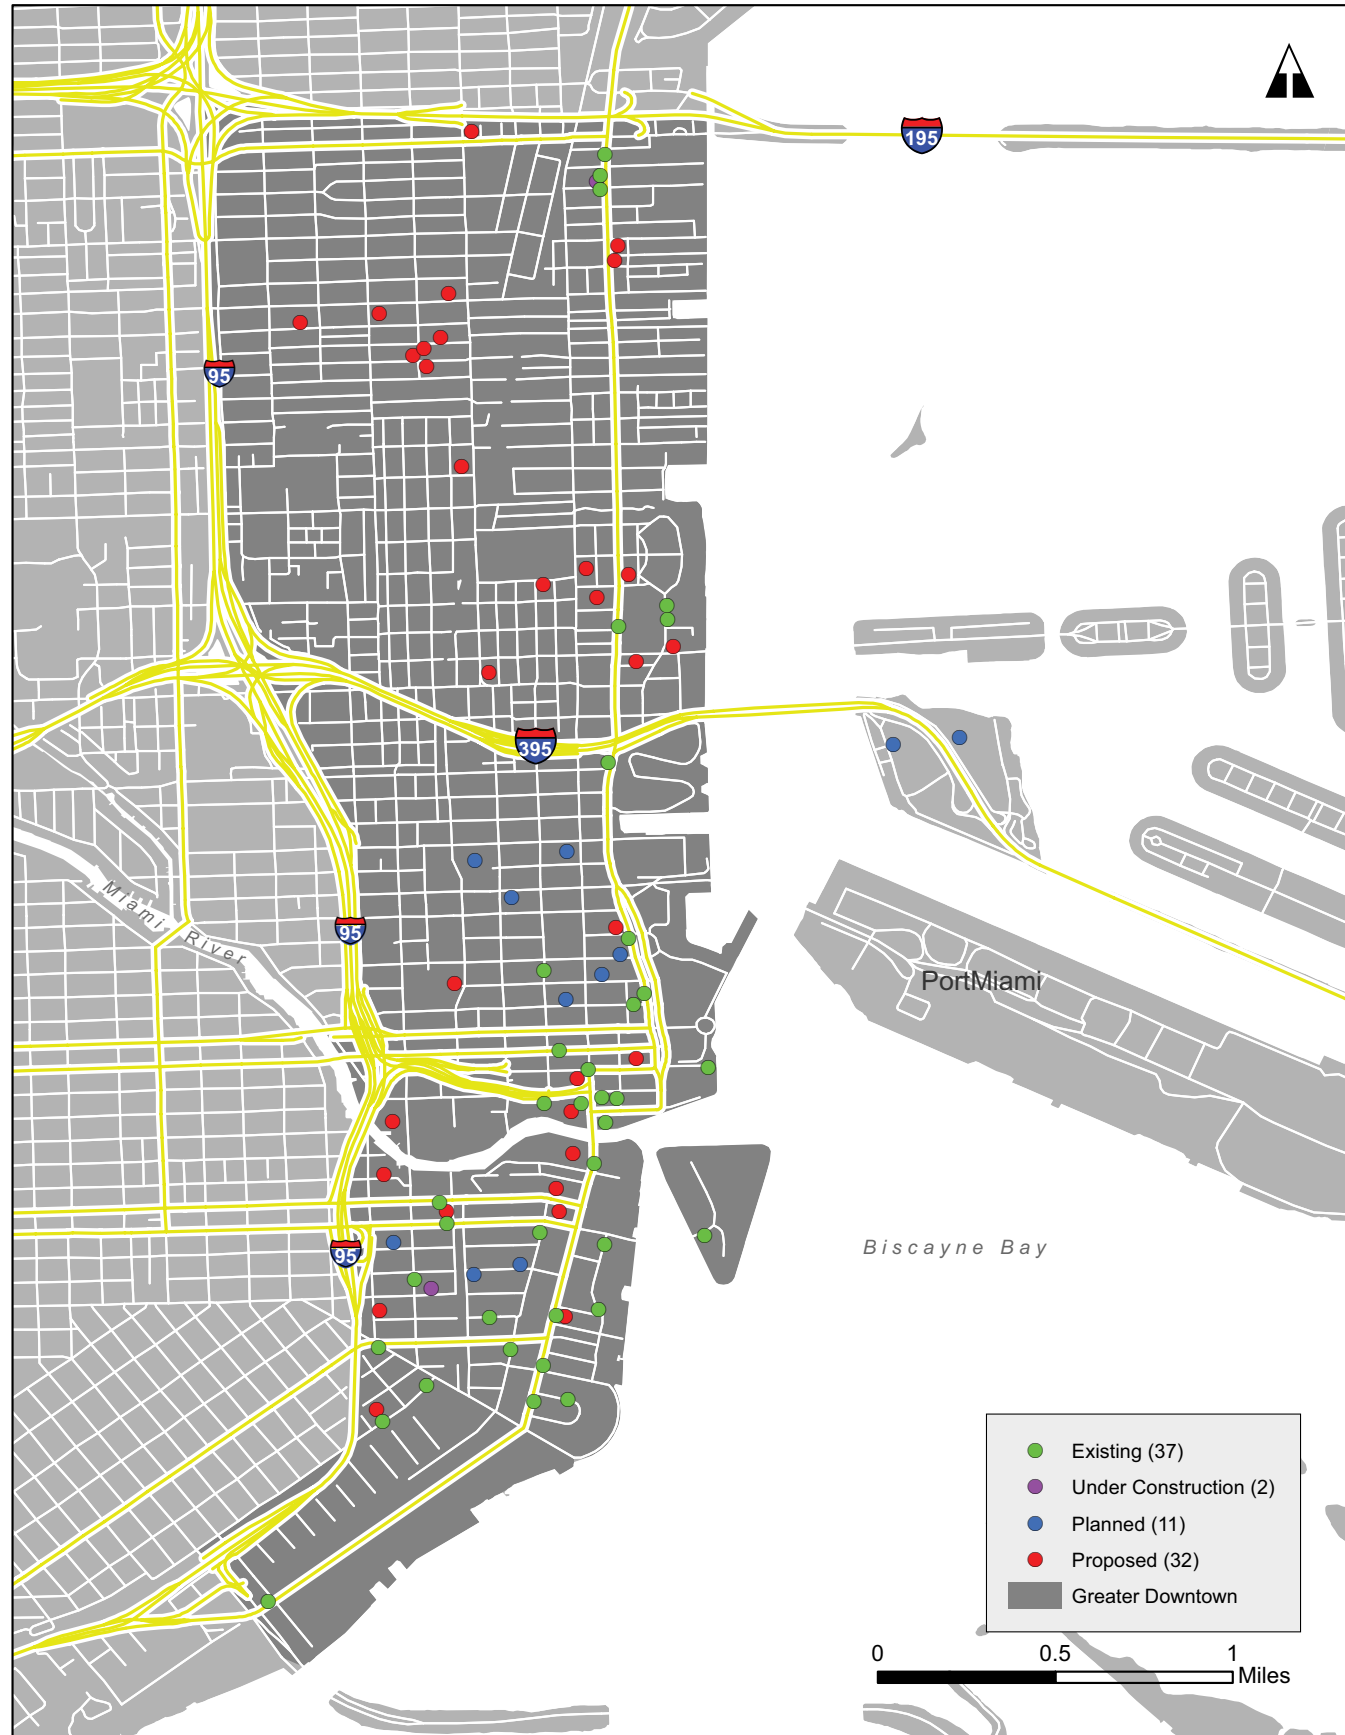 195
95
395
Miami River
95
PortMiami
Biscayne Bay
95
Existing (37)
Under Construction (2)
Planned (11)
Proposed (32)
Greater Downtown
0 0.5 1
Miles